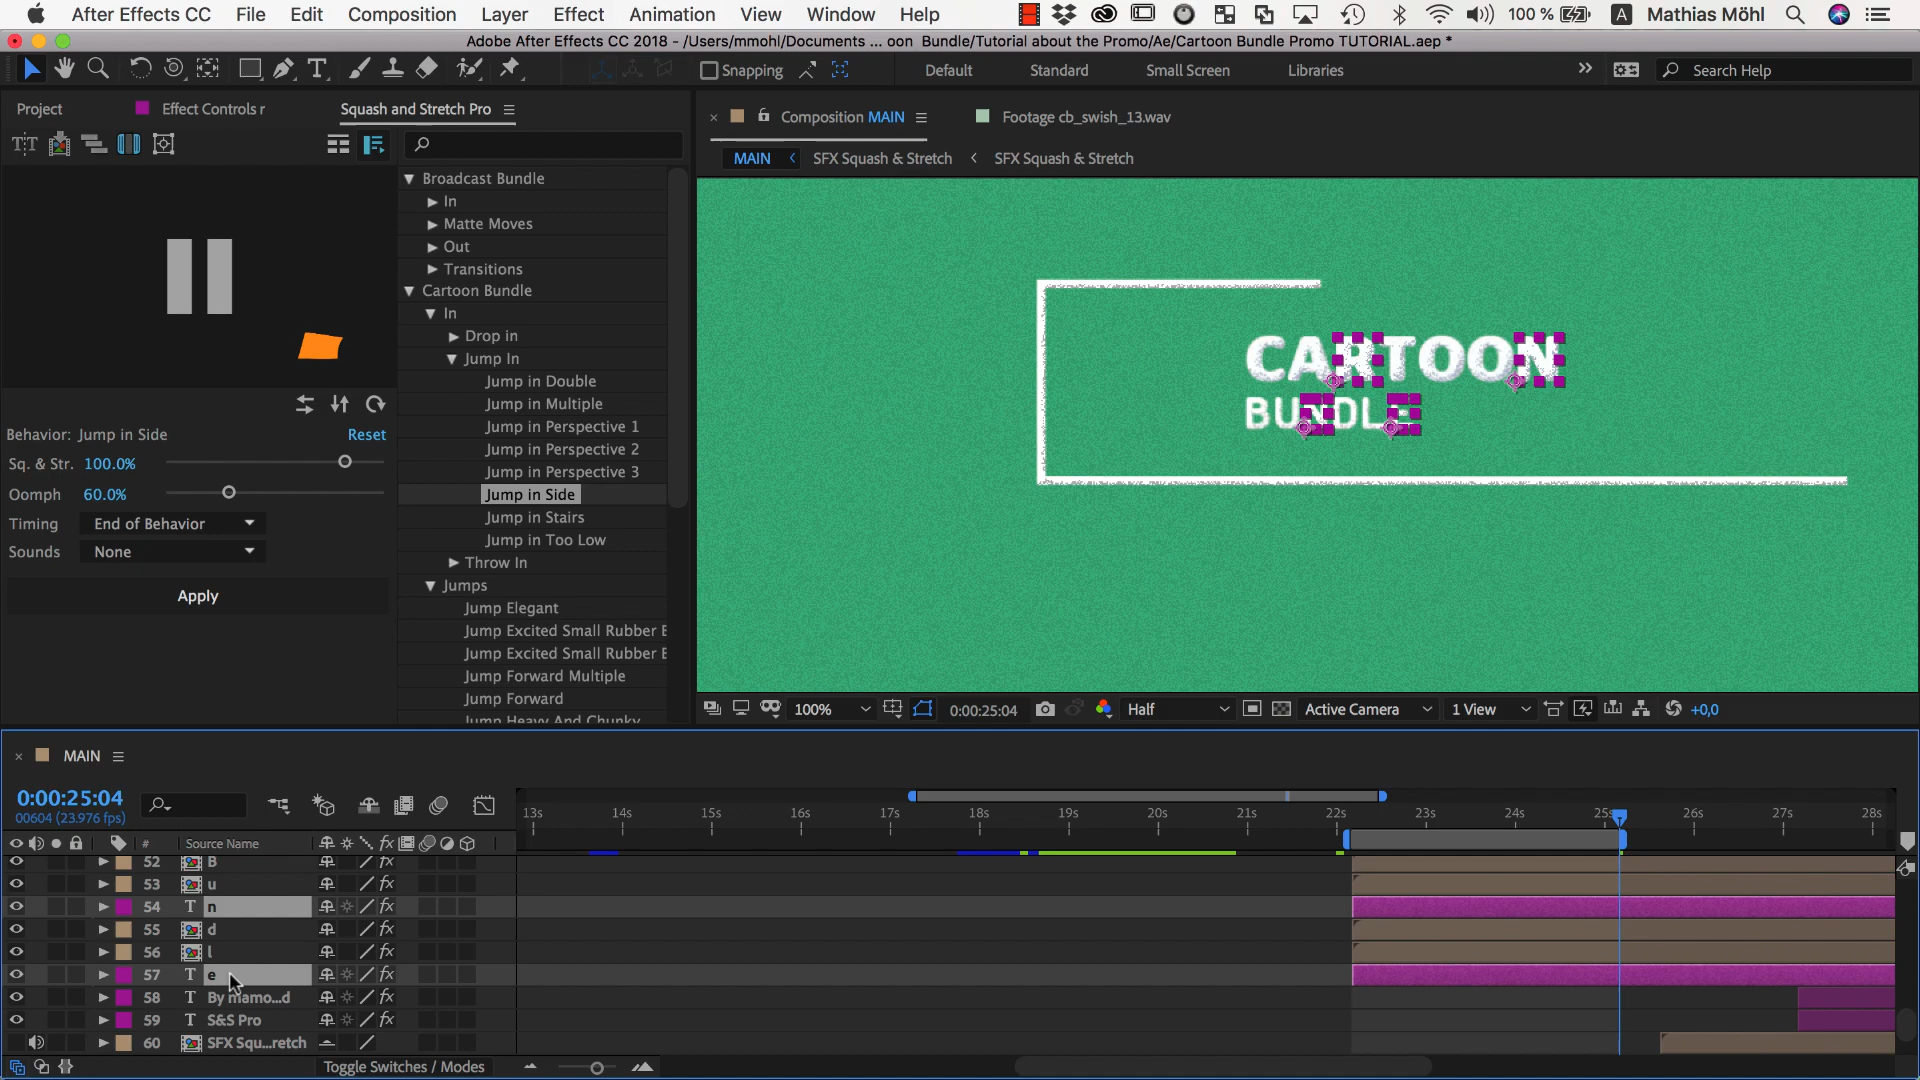 After Effects CC File Edit Composition Layer Effect Animation View Window Help 100 % A Mathias Möhl
Adobe After Effects CC 2018 - /Users/mmohl/Documents ... oon Bundle/Tutorial about the Promo/Ae/Cartoon Bundle Promo TUTORIAL.aep *
Snapping Default Standard Small Screen Libraries Search Help
Project Effect Controls r Squash and Stretch Pro
Composition MAIN Footage cb_swish_13.wav
MAIN SFX Squash & Stretch SFX Squash & Stretch
Broadcast Bundle
In
Matte Moves
Out
Transitions
Cartoon Bundle
In
Drop in
Jump In
Jump in Double
Jump in Multiple
Jump in Perspective 1
Jump in Perspective 2
Jump in Perspective 3
Jump in Side
Jump in Stairs
Jump in Too Low
Throw In
Jumps
Jump Elegant
Jump Excited Small Rubber B
Jump Excited Small Rubber B
Jump Forward Multiple
Jump Forward
Jump Heavy And Chunky
Behavior: Jump in Side Reset
Sq. & Str. 100.0%
Oomph 60.0%
Timing End of Behavior
Sounds None
Apply
CARTOON
BUNDLE
100% 0:00:25:04 Half Active Camera 1 View +0,0
MAIN
0:00:25:04
00604 (23.976 fps)
13s 14s 15s 16s 17s 18s 19s 20s 21s 22s 23s 24s 25s 26s 27s 28s
# Source Name fx
52 B fx
53 u fx
54 T n fx
55 d fx
56 l fx
57 T e fx
58 T By mamo...d fx
59 T S&S Pro fx
60 SFX Squ...retch
Toggle Switches / Modes